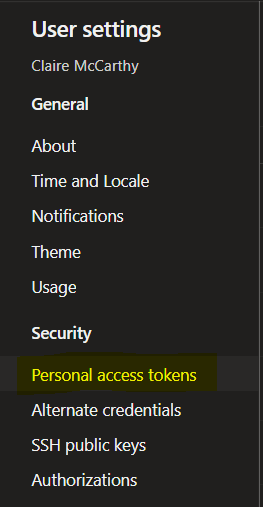 User settings
Claire McCarthy
General
About
Time and Locale
Notifications
Theme
Usage
Security
Personal access tokens
Alternate credentials
SSH public keys
Authorizations